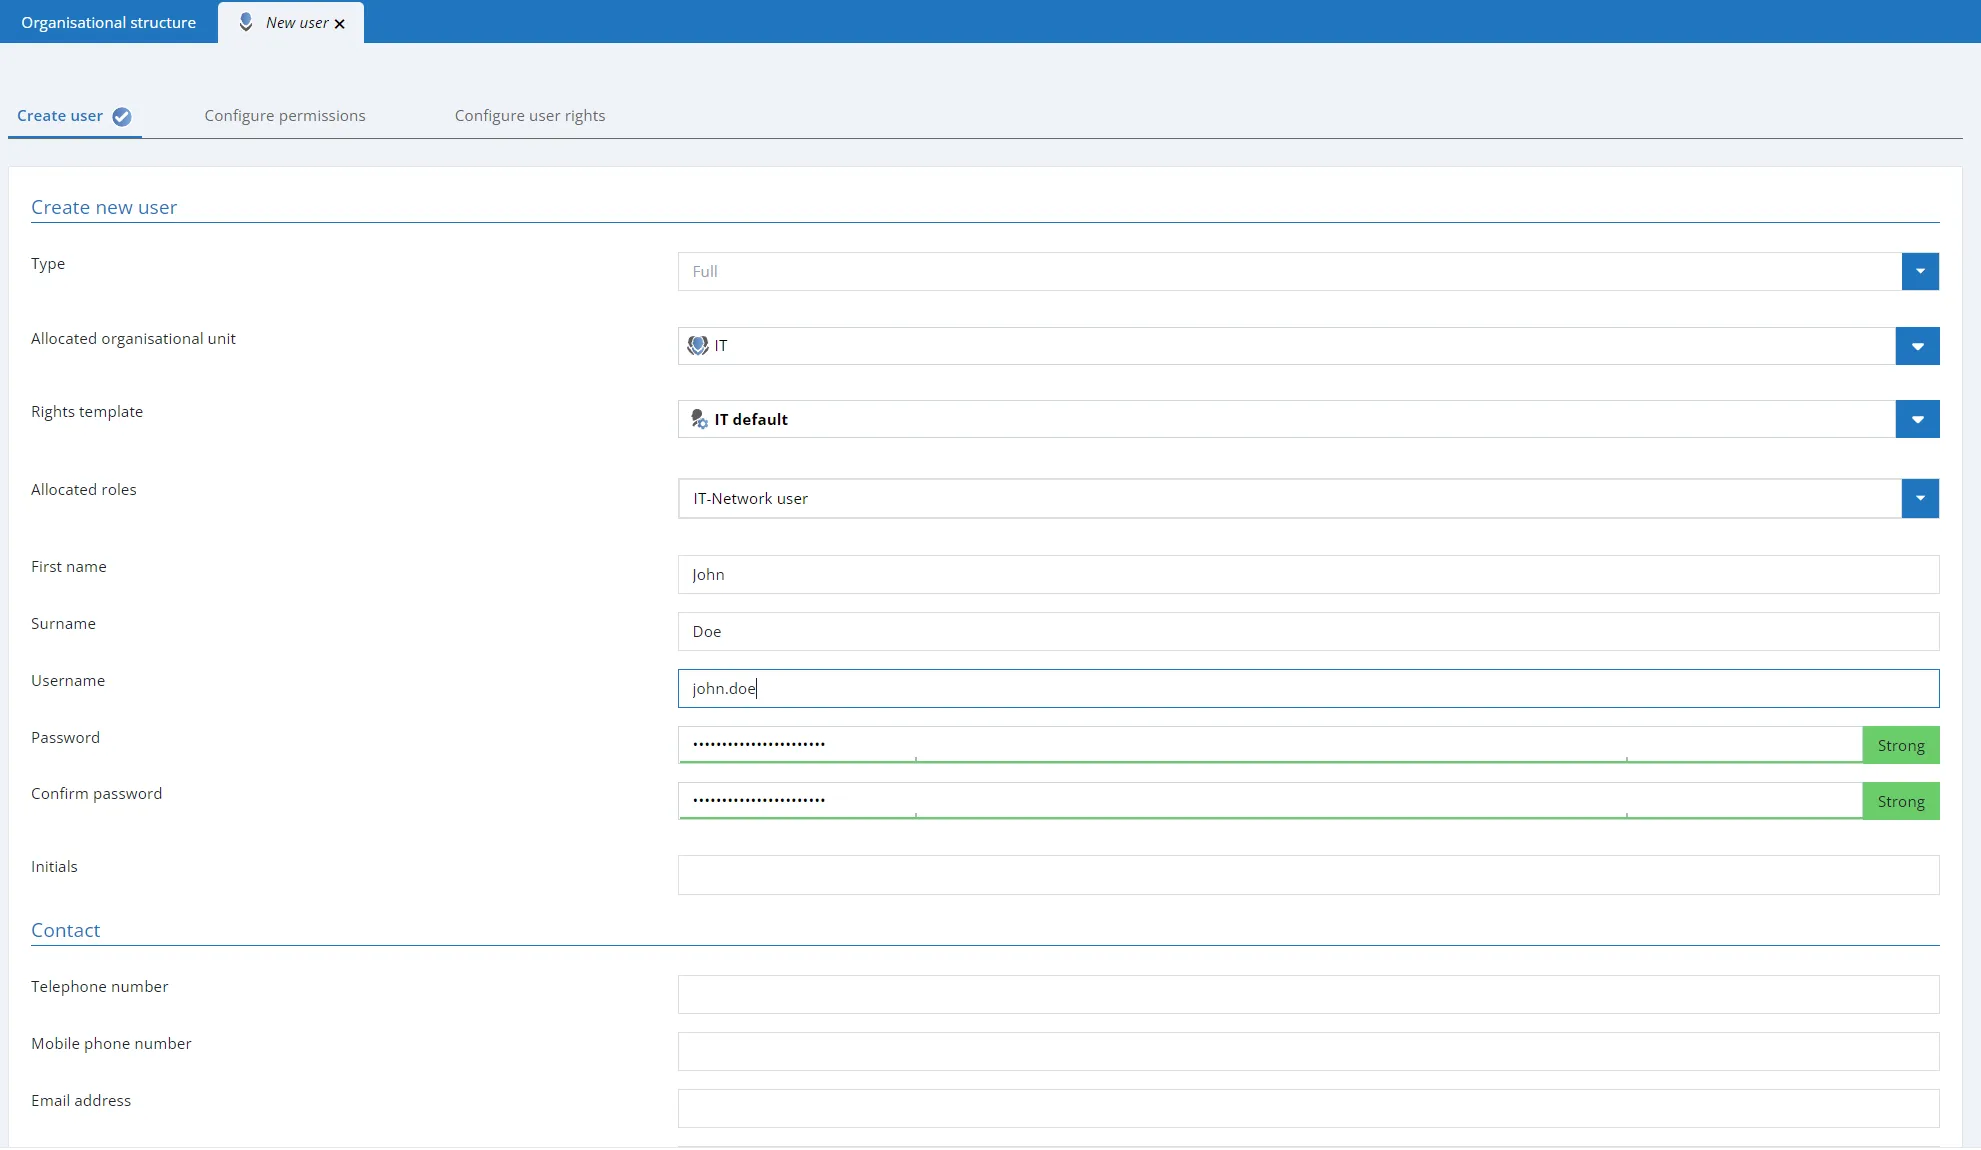 Organisational structure
New user
Create user
Configure permissions
Configure user rights
Create new user
Type
Full
Allocated organisational unit
IT
Rights template
IT default
Allocated roles
IT-Network user
First name
John
Surname
Doe
Username
john.doe
Password
•••••••••••••••••••••••
Strong
Confirm password
•••••••••••••••••••••••
Strong
Initials
Contact
Telephone number
Mobile phone number
Email address